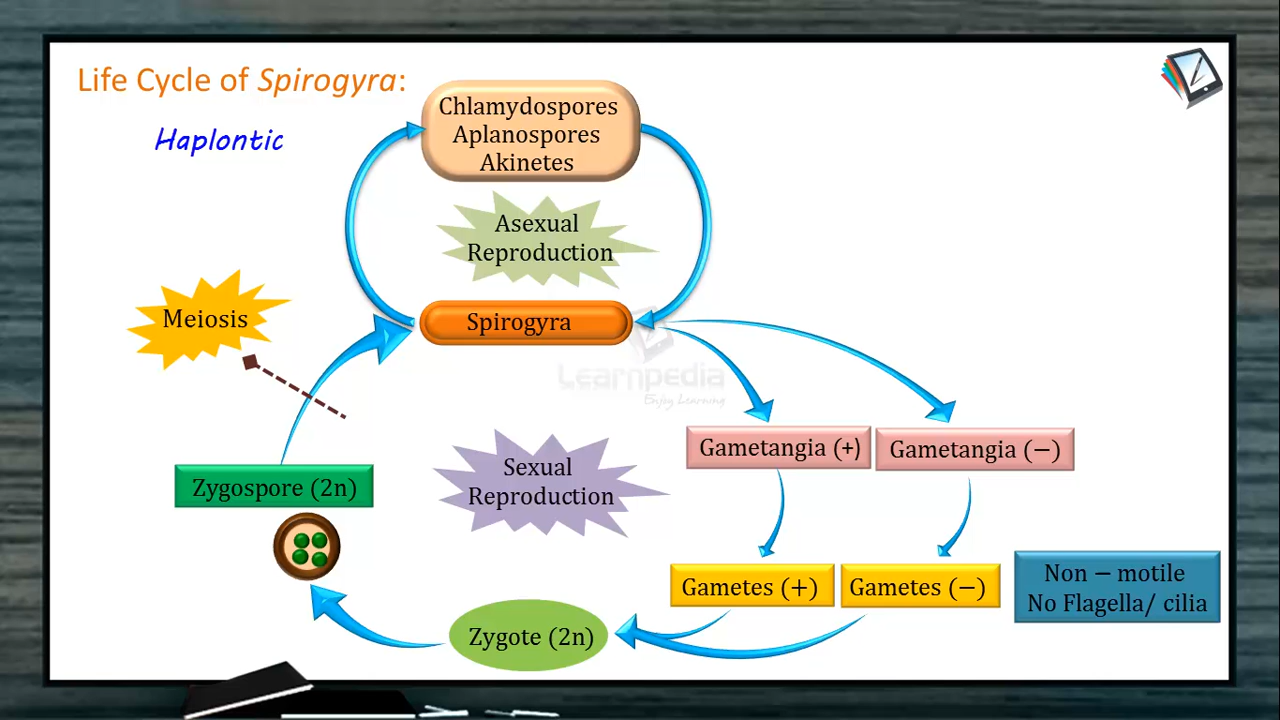 Life Cycle of Spirogyra:
Haplontic
Chlamydospores
Aplanospores
Akinetes
Asexual
Reproduction
Meiosis
Spirogyra
Learnpedia
Enjoy Learning
Gametangia (+)
Gametangia (−)
Sexual
Reproduction
Zygospore (2n)
Gametes (+)
Gametes (−)
Non − motile
No Flagella/ cilia
Zygote (2n)